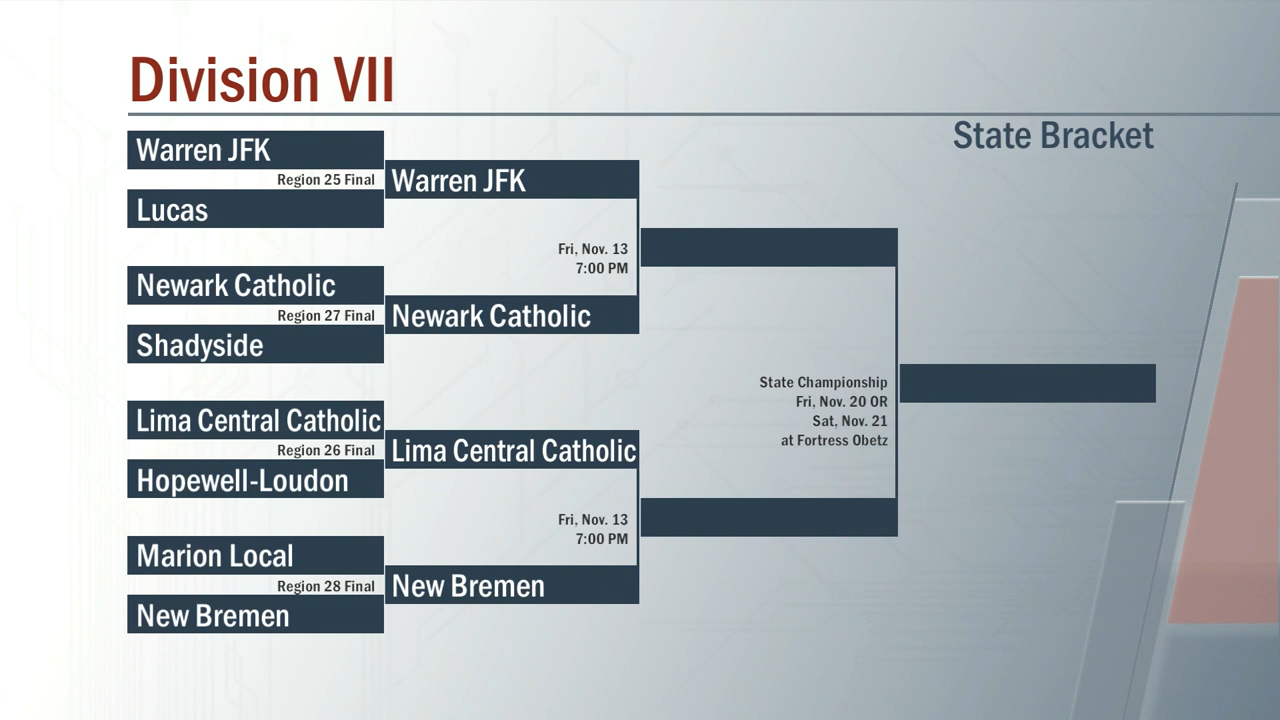 Division VII
State Bracket
Warren JFK
Region 25 Final
Lucas
Newark Catholic
Region 27 Final
Shadyside
Lima Central Catholic
Region 26 Final
Hopewell-Loudon
Marion Local
Region 28 Final
New Bremen
Warren JFK
Fri, Nov. 13
7:00 PM
Newark Catholic
Lima Central Catholic
Fri, Nov. 13
7:00 PM
New Bremen
State Championship
Fri, Nov. 20 OR
Sat, Nov. 21
at Fortress Obetz